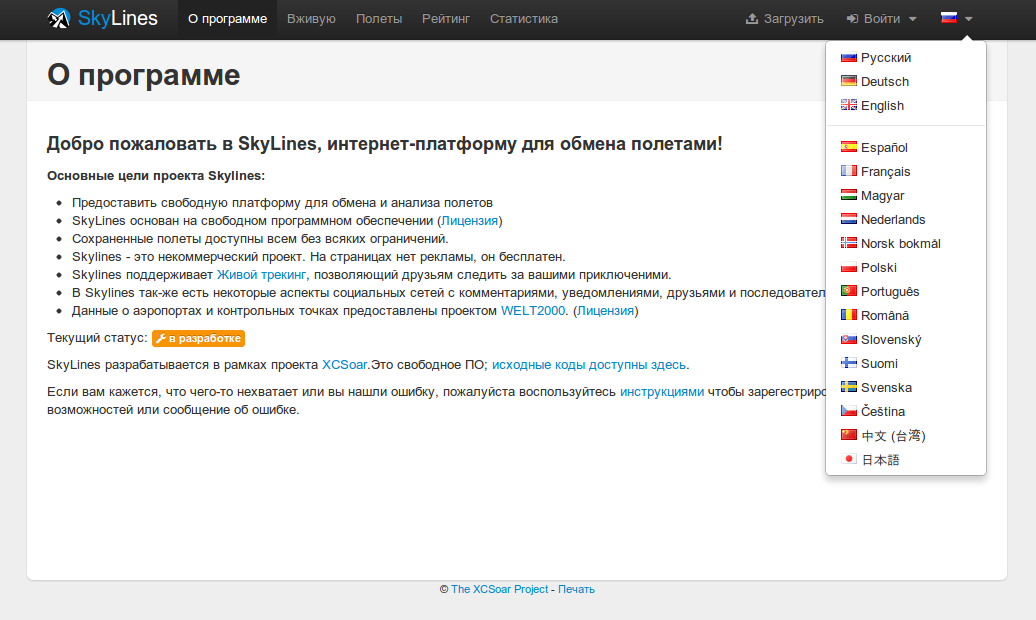 SkyLines О программе Вживую Полеты Рейтинг Статистика Загрузить Войти
О программе
Добро пожаловать в SkyLines, интернет-платформу для обмена полетами!
Основные цели проекта Skylines:
Предоставить свободную платформу для обмена и анализа полетов
SkyLines основан на свободном программном обеспечении (Лицензия)
Сохраненные полеты доступны всем без всяких ограничений.
Skylines - это некоммерческий проект. На страницах нет рекламы, он бесплатен.
Skylines поддерживает Живой трекинг, позволяющий друзьям следить за вашими приключениями.
В Skylines так-же есть некоторые аспекты социальных сетей с комментариями, уведомлениями, друзьями и последовател
Данные о аэропортах и контрольных точках предоставлены проектом WELT2000. (Лицензия)
Текущий статус: в разработке
SkyLines разрабатывается в рамках проекта XCSoar.Это свободное ПО; исходные коды доступны здесь.
Если вам кажется, что чего-то нехватает или вы нашли ошибку, пожалуйста воспользуйтесь инструкциями чтобы зарегестриро
возможностей или сообщение об ошибке.
Русский
Deutsch
English
Español
Français
Magyar
Nederlands
Norsk bokmål
Polski
Português
Română
Slovenský
Suomi
Svenska
Čeština
中文 (台湾)
日本語
© The XCSoar Project - Печать